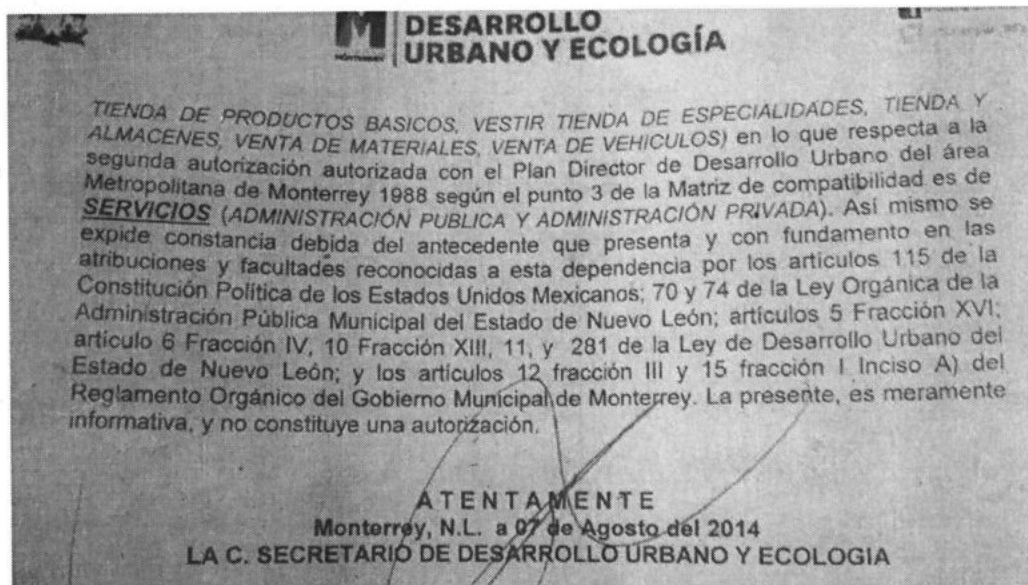 DESARROLLO
URBANO Y ECOLOGÍA
TIENDA DE PRODUCTOS BASICOS, VESTIR TIENDA DE ESPECIALIDADES, TIENDA Y
ALMACENES, VENTA DE MATERIALES, VENTA DE VEHICULOS) en lo que respecta a la
segunda autorización autorizada con el Plan Director de Desarrollo Urbano del área
Metropolitana de Monterrey 1988 según el punto 3 de la Matriz de compatibilidad es de
SERVICIOS (ADMINISTRACIÓN PUBLICA Y ADMINISTRACIÓN PRIVADA). Así mismo se
expide constancia debida del antecedente que presenta y con fundamento en las
atribuciones y facultades reconocidas a esta dependencia por los artículos 115 de la
Constitución Política de los Estados Unidos Mexicanos; 70 y 74 de la Ley Orgánica de la
Administración Pública Municipal del Estado de Nuevo León; artículos 5 Fracción XVI;
artículo 6 Fracción IV, 10 Fracción XIII, 11, y 281 de la Ley de Desarrollo Urbano del
Estado de Nuevo León; y los artículos 12 fracción III y 15 fracción I Inciso A) del
Reglamento Orgánico del Gobierno Municipal de Monterrey. La presente, es meramente
informativa, y no constituye una autorización.
A T E N T A M E N T E
Monterrey, N.L. a 07 de Agosto del 2014
LA C. SECRETARIO DE DESARROLLO URBANO Y ECOLOGIA